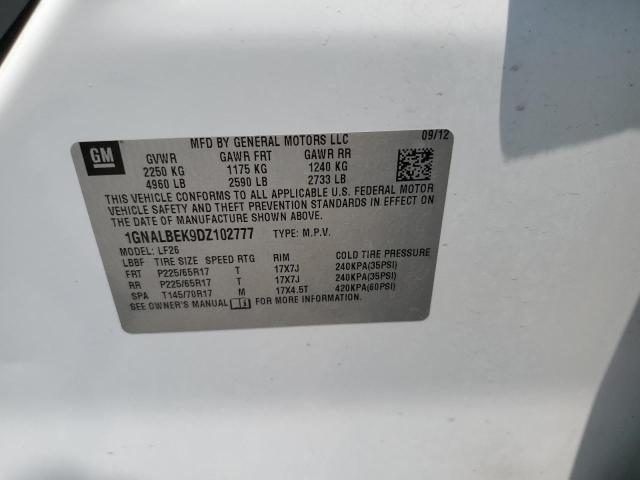 GM
MFD BY GENERAL MOTORS LLC 09/12
GVWR GAWR FRT GAWR RR
2250 KG 1175 KG 1240 KG
4960 LB 2590 LB 2733 LB
THIS VEHICLE CONFORMS TO ALL APPLICABLE U.S. FEDERAL MOTOR
VEHICLE SAFETY AND THEFT PREVENTION STANDARDS IN EFFECT ON THE
DATE OF MANUFACTURE SHOWN ABOVE.
1GNALBEK9DZ102777 TYPE: M.P.V.
MODEL: LF26
LBBF TIRE SIZE SPEED RTG RIM COLD TIRE PRESSURE
FRT P225/65R17 T 17X7J 240KPA(35PSI)
RR P225/65R17 T 17X7J 240KPA(35PSI)
SPA T145/70R17 M 17X4.5T 420KPA(60PSI)
SEE OWNER'S MANUAL FOR MORE INFORMATION.